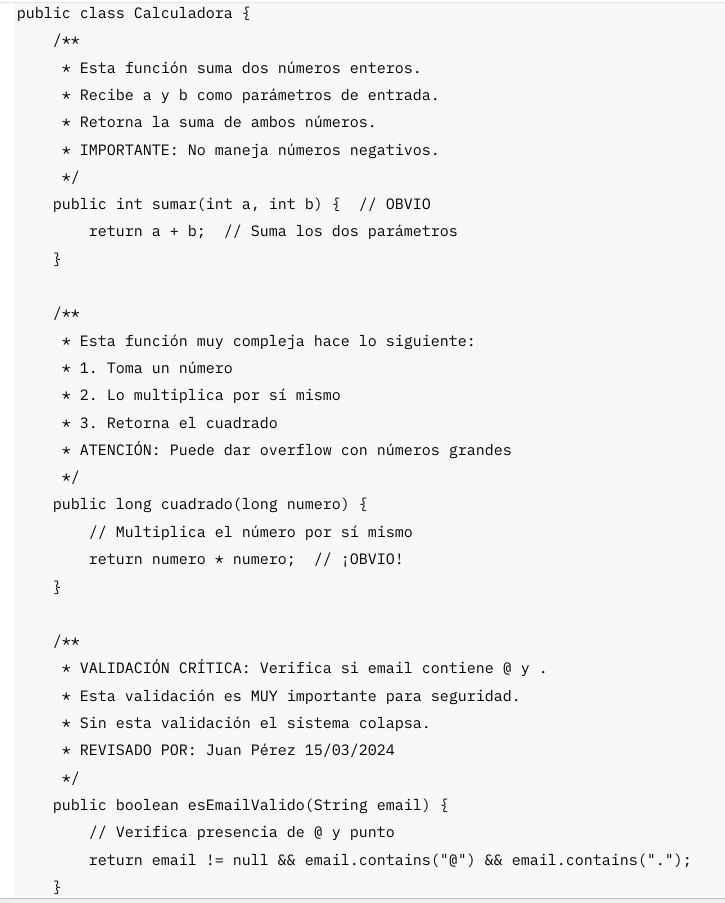 public class Calculadora {
    /**
     * Esta función suma dos números enteros.
     * Recibe a y b como parámetros de entrada.
     * Retorna la suma de ambos números.
     * IMPORTANTE: No maneja números negativos.
     */
    public int sumar(int a, int b) {  // OBVIO
        return a + b;  // Suma los dos parámetros
    }

    /**
     * Esta función muy compleja hace lo siguiente:
     * 1. Toma un número
     * 2. Lo multiplica por sí mismo
     * 3. Retorna el cuadrado
     * ATENCIÓN: Puede dar overflow con números grandes
     */
    public long cuadrado(long numero) {
        // Multiplica el número por sí mismo
        return numero * numero;  // ¡OBVIO!
    }

    /**
     * VALIDACIÓN CRÍTICA: Verifica si email contiene @ y .
     * Esta validación es MUY importante para seguridad.
     * Sin esta validación el sistema colapsa.
     * REVISADO POR: Juan Pérez 15/03/2024
     */
    public boolean esEmailValido(String email) {
        // Verifica presencia de @ y punto
        return email != null && email.contains("@") && email.contains(".");
    }